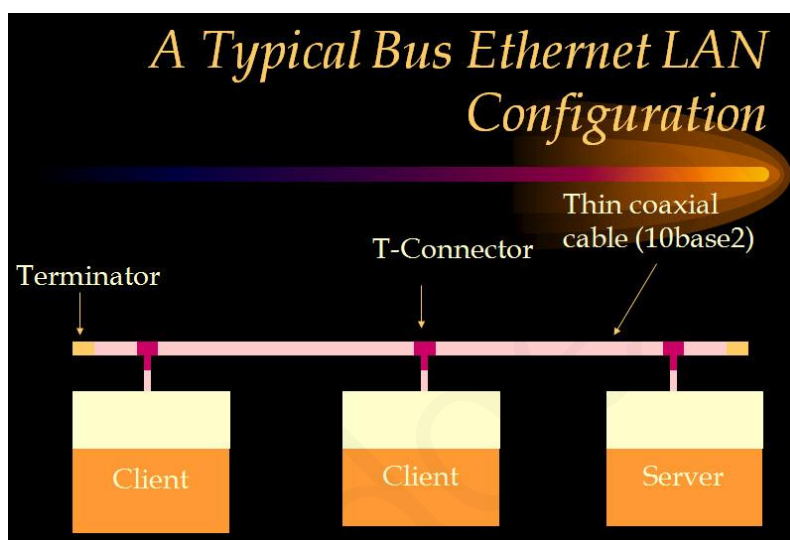 A Typical Bus Ethernet LAN
Configuration
Thin coaxial
cable (10base2)
T-Connector
Terminator
Client
Client
Server